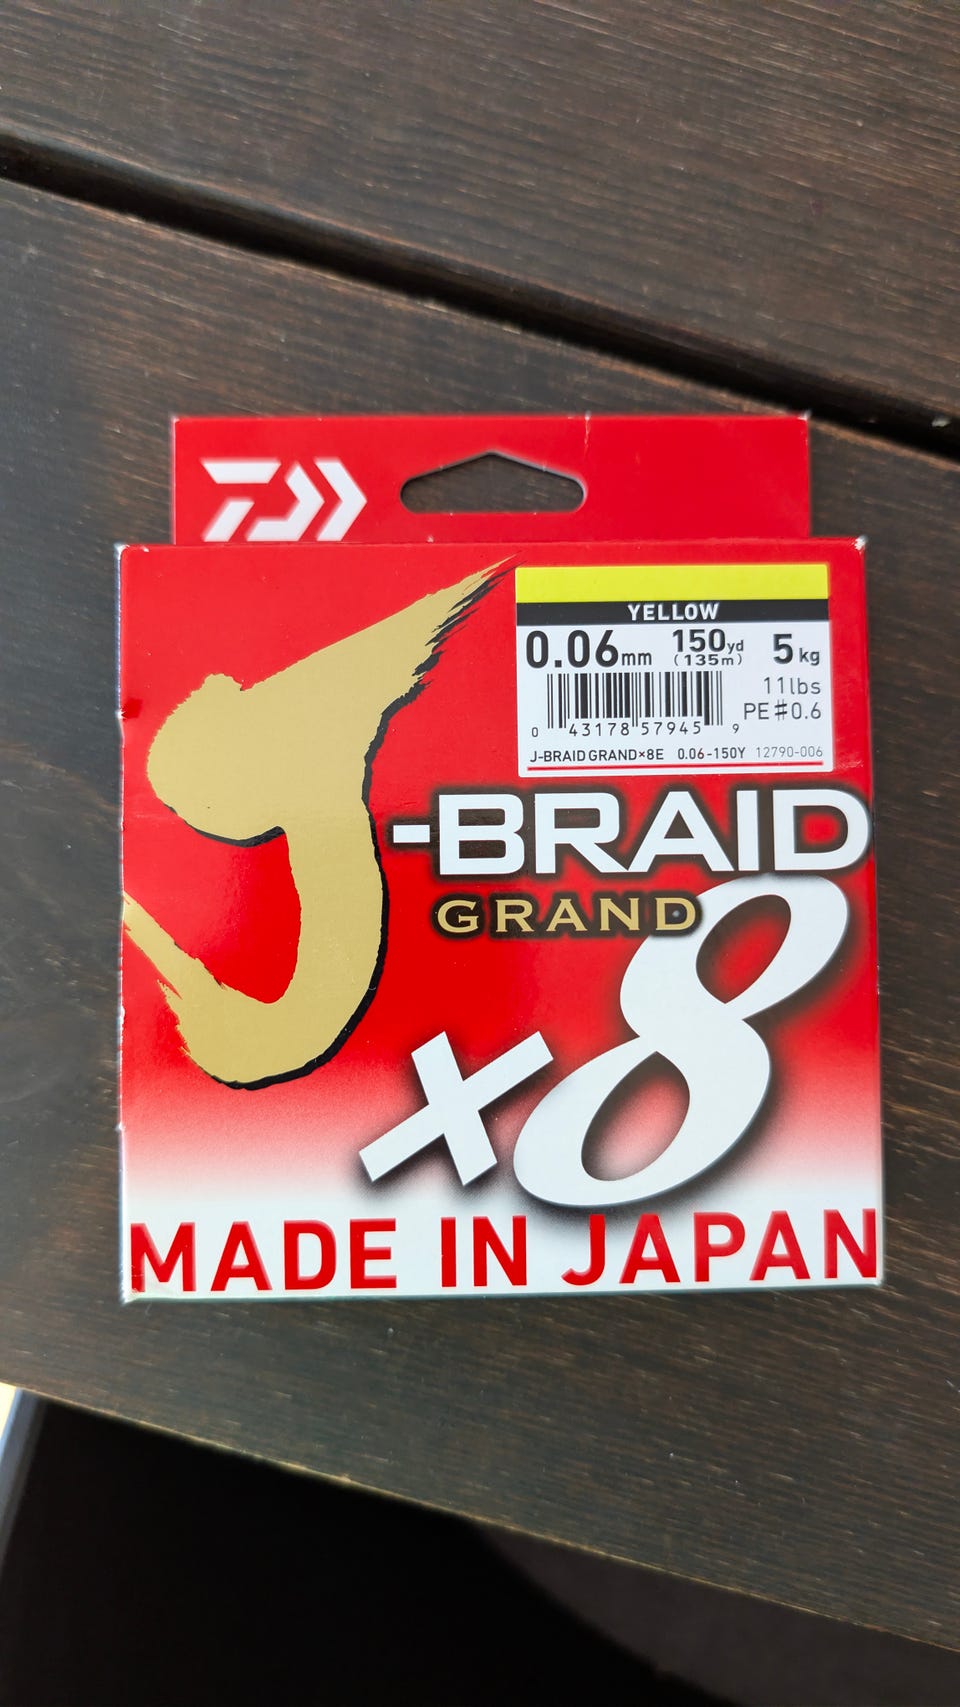 YELLOW
0.06mm 150yd (135m) 5kg
11lbs
PE#0.6
0 43178 57945 9
J-BRAID GRAND×8E 0.06-150Y 12790-006
J-BRAID
GRAND
×8
MADE IN JAPAN